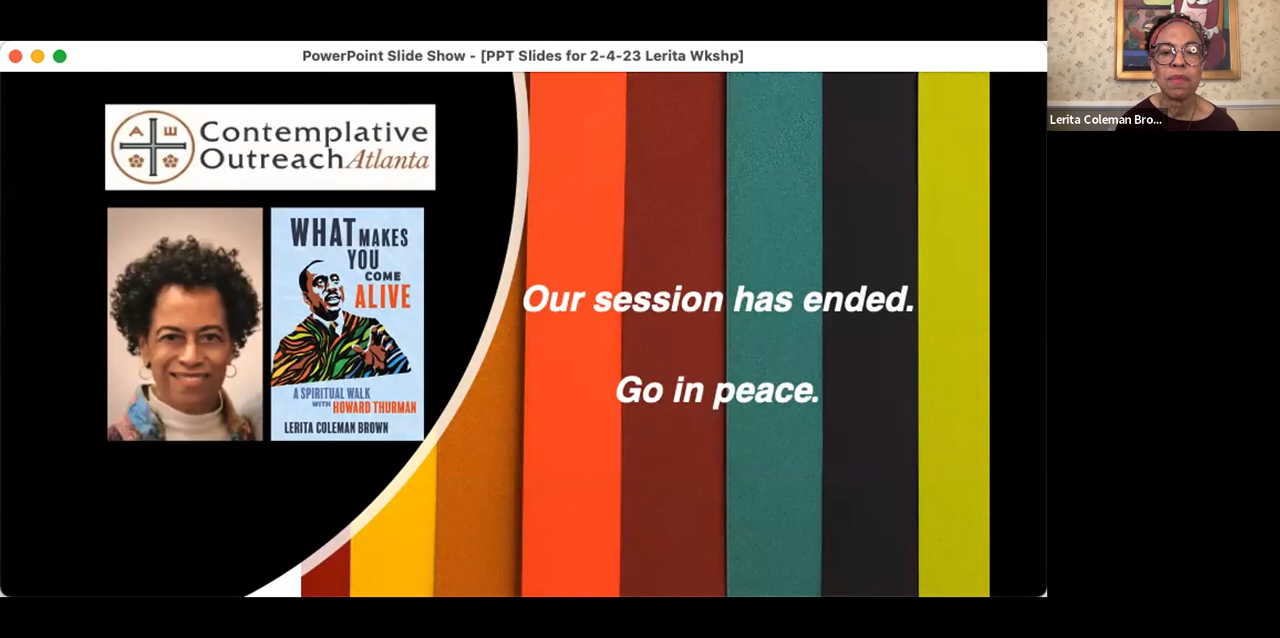 PowerPoint Slide Show - [PPT Slides for 2-4-23 Lerita Wkshp]
Lerita Coleman Bro...
A Ш
Contemplative
Outreach Atlanta
WHAT MAKES
YOU
COME
ALIVE
A SPIRITUAL WALK
WITH HOWARD THURMAN
LERITA COLEMAN BROWN
Our session has ended.
Go in peace.